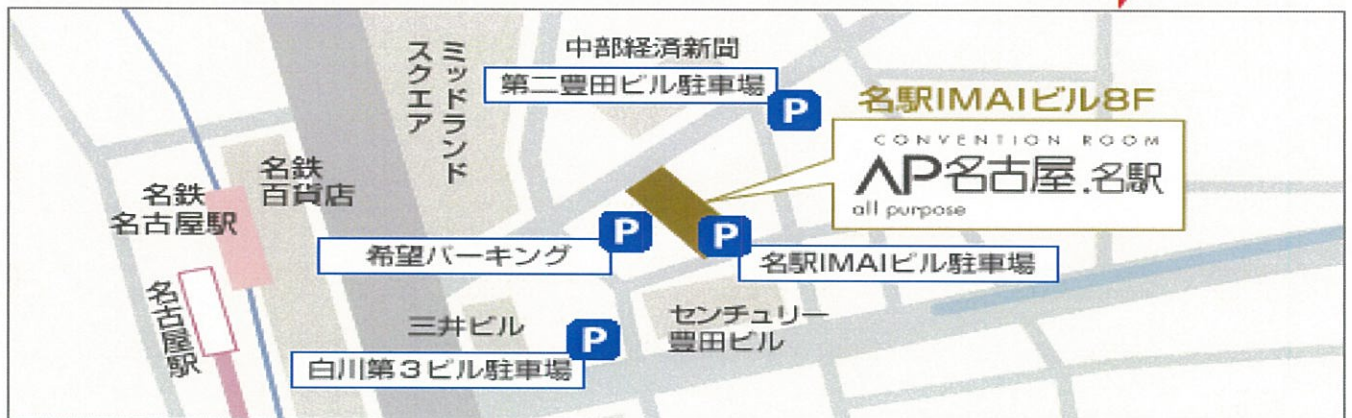 中部経済新聞
第二豊田ビル駐車場
P
名駅IMAIビル8F
CONVENTION ROOM
AP名古屋.名駅
all purpose
ミッドランド
スクエア
名鉄
百貨店
名鉄
名古屋駅
希望パーキング
P
P
名駅IMAIビル駐車場
名古屋駅
三井ビル
P
白川第3ビル駐車場
センチュリー
豊田ビル